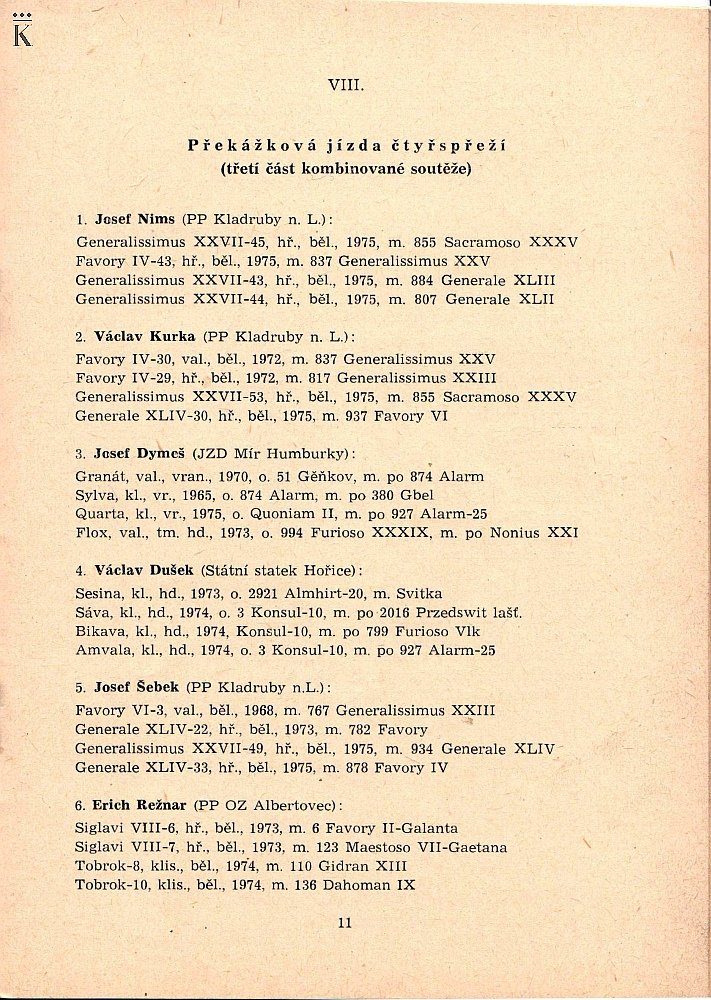 K
VIII.
Překážková jízda čtyřspřeží
(třetí část kombinované soutěže)
1. Josef Nims (PP Kladruby n. L.):
Generalissimus XXVII-45, hř., běl., 1975, m. 855 Sacramoso XXXV
Favory IV-43, hř., běl., 1975, m. 837 Generalissimus XXV
Generalissimus XXVII-43, hř., běl., 1975, m. 884 Generale XLIII
Generalissimus XXVII-44, hř., běl., 1975, m. 807 Generale XLII
2. Václav Kurka (PP Kladruby n. L.):
Favory IV-30, val., běl., 1972, m. 837 Generalissimus XXV
Favory IV-29, hř., běl., 1972, m. 817 Generalissimus XXIII
Generalissimus XXVII-53, hř., běl., 1975, m. 855 Sacramoso XXXV
Generale XLIV-30, hř., běl., 1975, m. 937 Favory VI
3. Josef Dymeš (JZD Mír Humburky):
Granát, val., vran., 1970, o. 51 Gěňkov, m. po 874 Alarm
Sylva, kl., vr., 1965, o. 874 Alarm, m. po 380 Gbel
Quarta, kl., vr., 1975, o. Quoniam II, m. po 927 Alarm-25
Flox, val., tm. hd., 1973, o. 994 Furioso XXXIX, m. po Nonius XXI
4. Václav Dušek (Státní statek Hořice):
Sesina, kl., hd., 1973, o. 2921 Almhirt-20, m. Svitka
Sáva, kl., hd., 1974, o. 3 Konsul-10, m. po 2016 Przedswit lašť.
Bikava, kl., hd., 1974, Konsul-10, m. po 799 Furioso Vlk
Amvala, kl., hd., 1974, o. 3 Konsul-10, m. po 927 Alarm-25
5. Josef Šebek (PP Kladruby n.L.):
Favory VI-3, val., běl., 1968, m. 767 Generalissimus XXIII
Generale XLIV-22, hř., běl., 1973, m. 782 Favory
Generalissimus XXVII-49, hř., běl., 1975, m. 934 Generale XLIV
Generale XLIV-33, hř., běl., 1975, m. 878 Favory IV
6. Erich Režnar (PP OZ Albertovec):
Siglavi VIII-6, hř., běl., 1973, m. 6 Favory II-Galanta
Siglavi VIII-7, hř., běl., 1973, m. 123 Maestoso VII-Gaetana
Tobrok-8, klis., běl., 1974, m. 110 Gidran XIII
Tobrok-10, klis., běl., 1974, m. 136 Dahoman IX
11